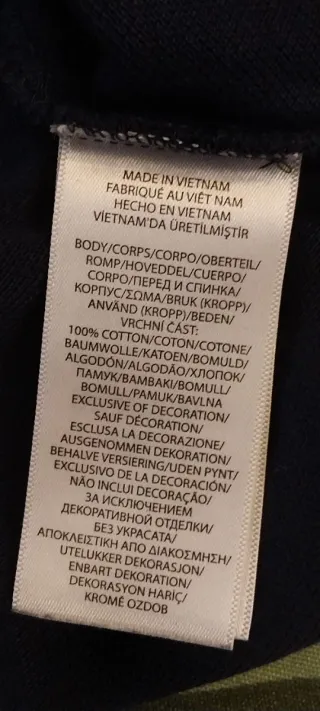 MADE IN VIETNAM
FABRIQUÉ AU VIÊT NAM
HECHO EN VIETNAM
VİETNAM'DA ÜRETİLMİŞTİR
BODY/CORPS/CORPO/OBERTEIL/
ROMP/HOVEDDEL/CUERPO/
CORPO/ПЕРЕД И СПИНКА/
КОРПУС/ΣΩΜΑ/BRUK (KROPP)/
ANVÄND (KROPP)/BEDEN/
VRCHNÍ ČÁST:
100% COTTON/COTON/COTONE/
BAUMWOLLE/KATOEN/BOMULD/
ALGODÓN/ALGODÃO/ХЛОПОК/
ПАМУК/ΒΑΜΒΑΚΙ/BOMULL/
BOMULL/PAMUK/BAVLNA
EXCLUSIVE OF DECORATION/
SAUF DÉCORATION/
ESCLUSA LA DECORAZIONE/
AUSGENOMMEN DEKORATION/
BEHALVE VERSIERING/UDEN PYNT/
EXCLUSIVO DE LA DECORACIÓN/
NÃO INCLUI DECORAÇÃO/
ЗА ИСКЛЮЧЕНИЕМ
ДЕКОРАТИВНОЙ ОТДЕЛКИ/
БЕЗ УКРАСАТА/
ΑΠΟΚΛΕΙΣΤΙΚΗ ΑΠΟ ΔΙΑΚΟΣΜΗΣΗ/
UTELUKKER DEKORASJON/
ENBART DEKORATION/
DEKORASYON HARİÇ/
KROMĚ OZDOB